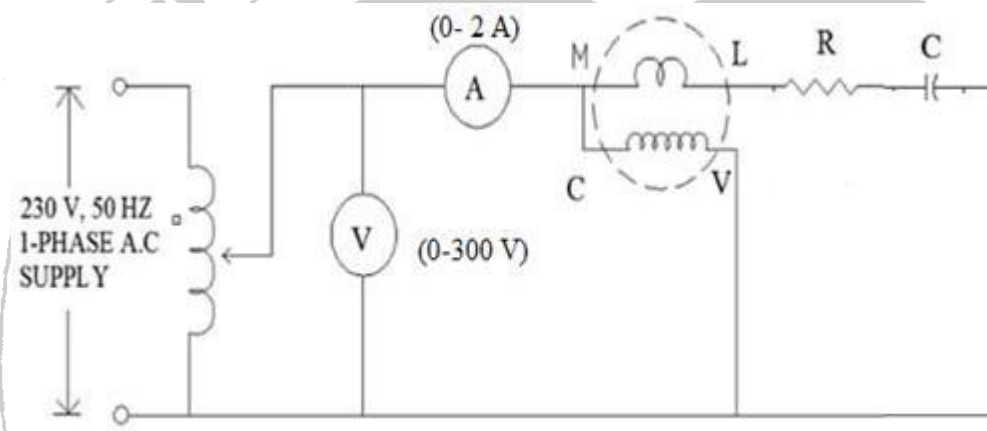 (0- 2 A)
M
L
R
C
A
230 V, 50 HZ
1-PHASE A.C
SUPPLY
V
(0-300 V)
C
V